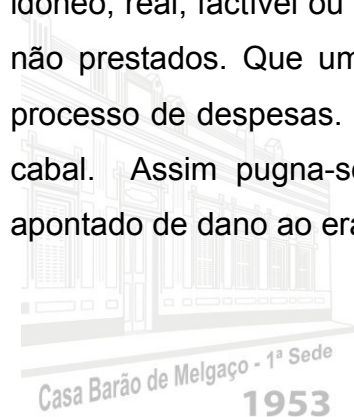 idôneo, real, factível ou
não prestados. Que um
processo de despesas.
cabal. Assim pugna-se
apontado de dano ao erá
Casa Barão de Melgaço - 1ª Sede
1953